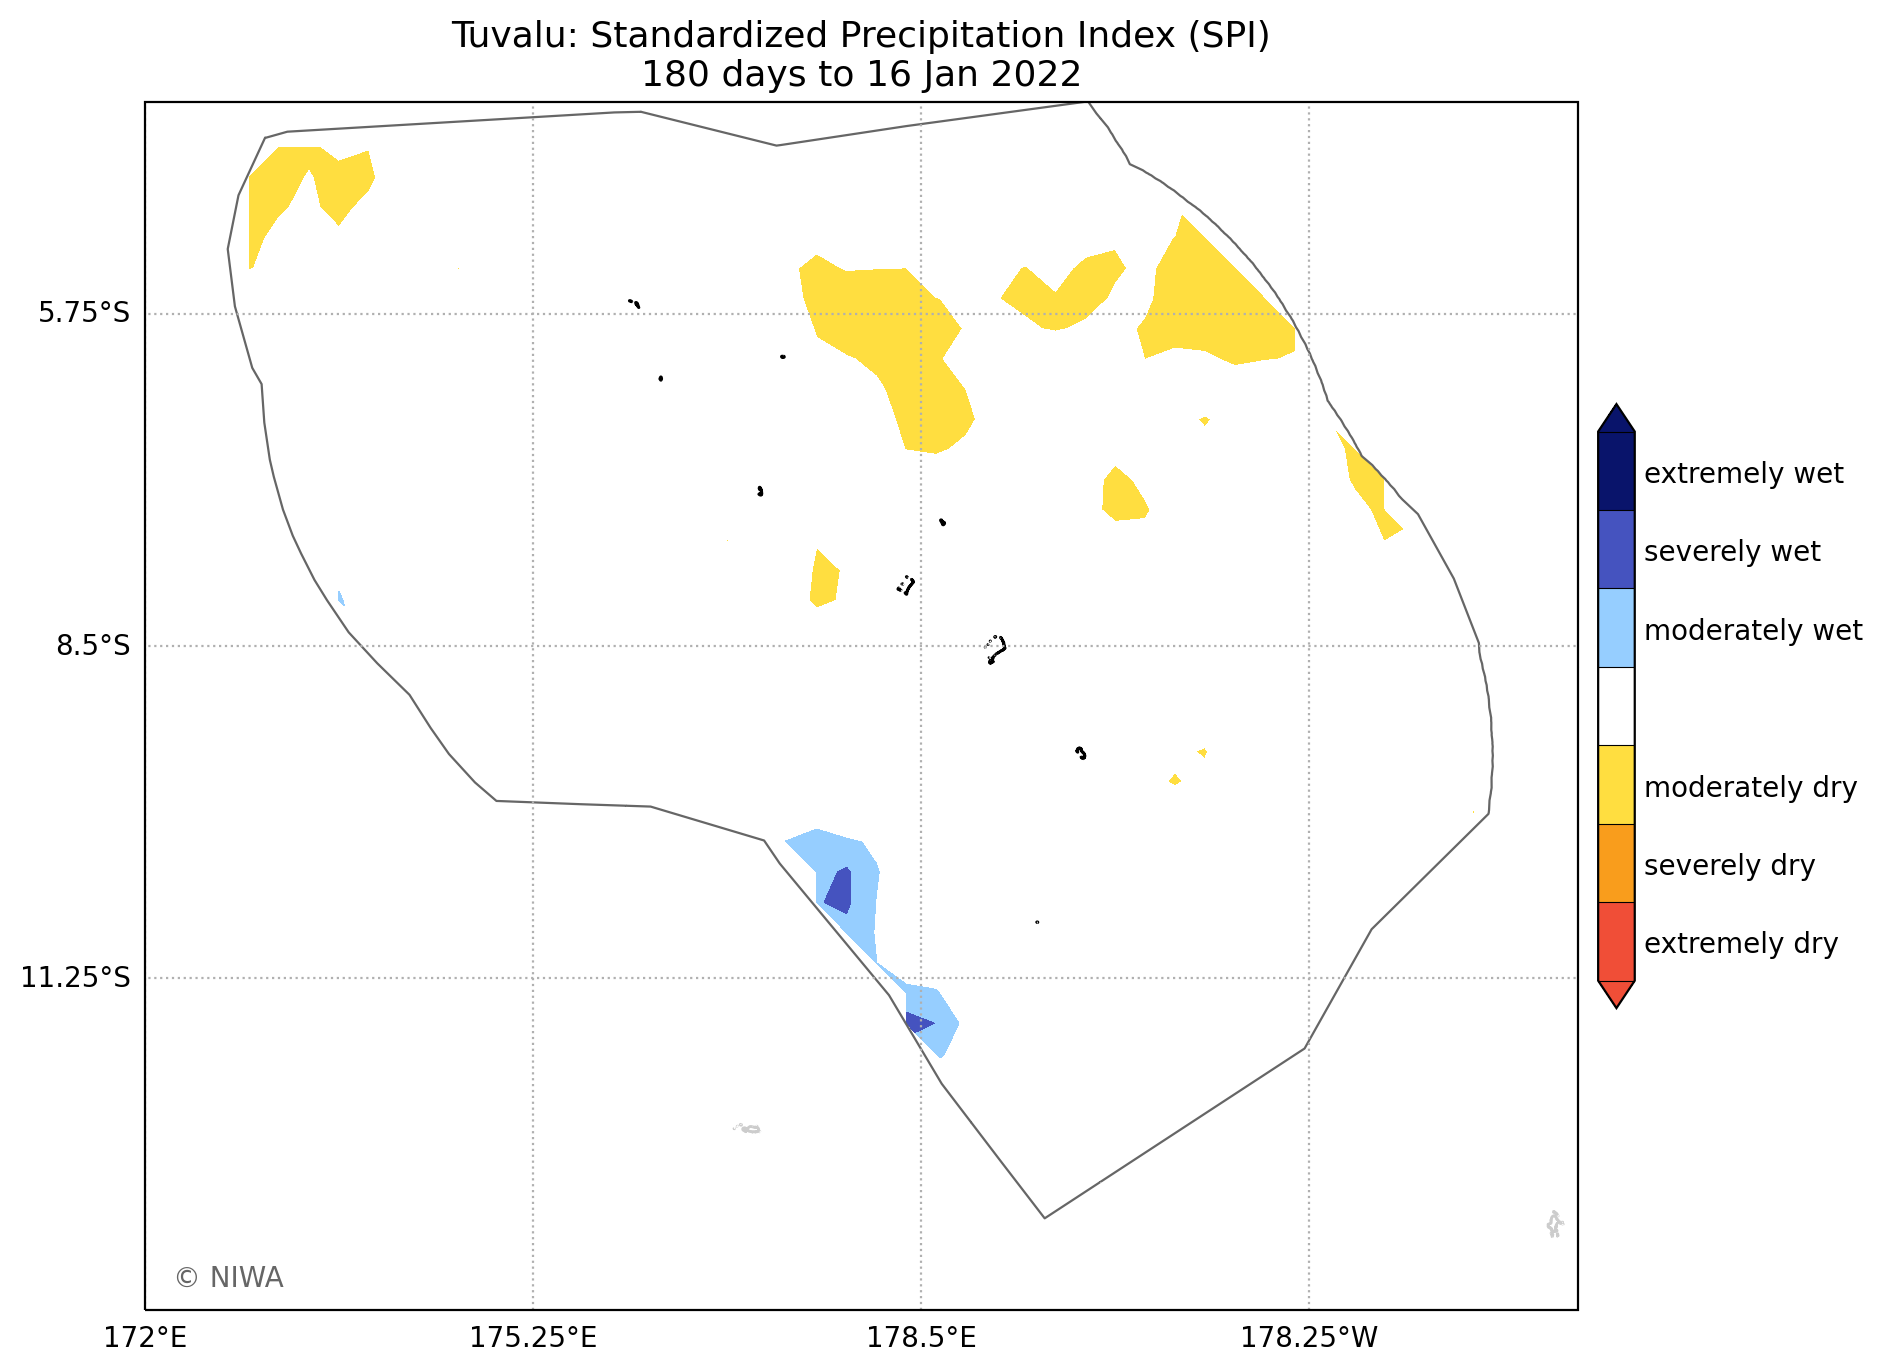 Tuvalu: Standardized Precipitation Index (SPI)
180 days to 16 Jan 2022
5.75°S
8.5°S
11.25°S
172°E
175.25°E
178.5°E
178.25°W
extremely wet
severely wet
moderately wet
moderately dry
severely dry
extremely dry
© NIWA